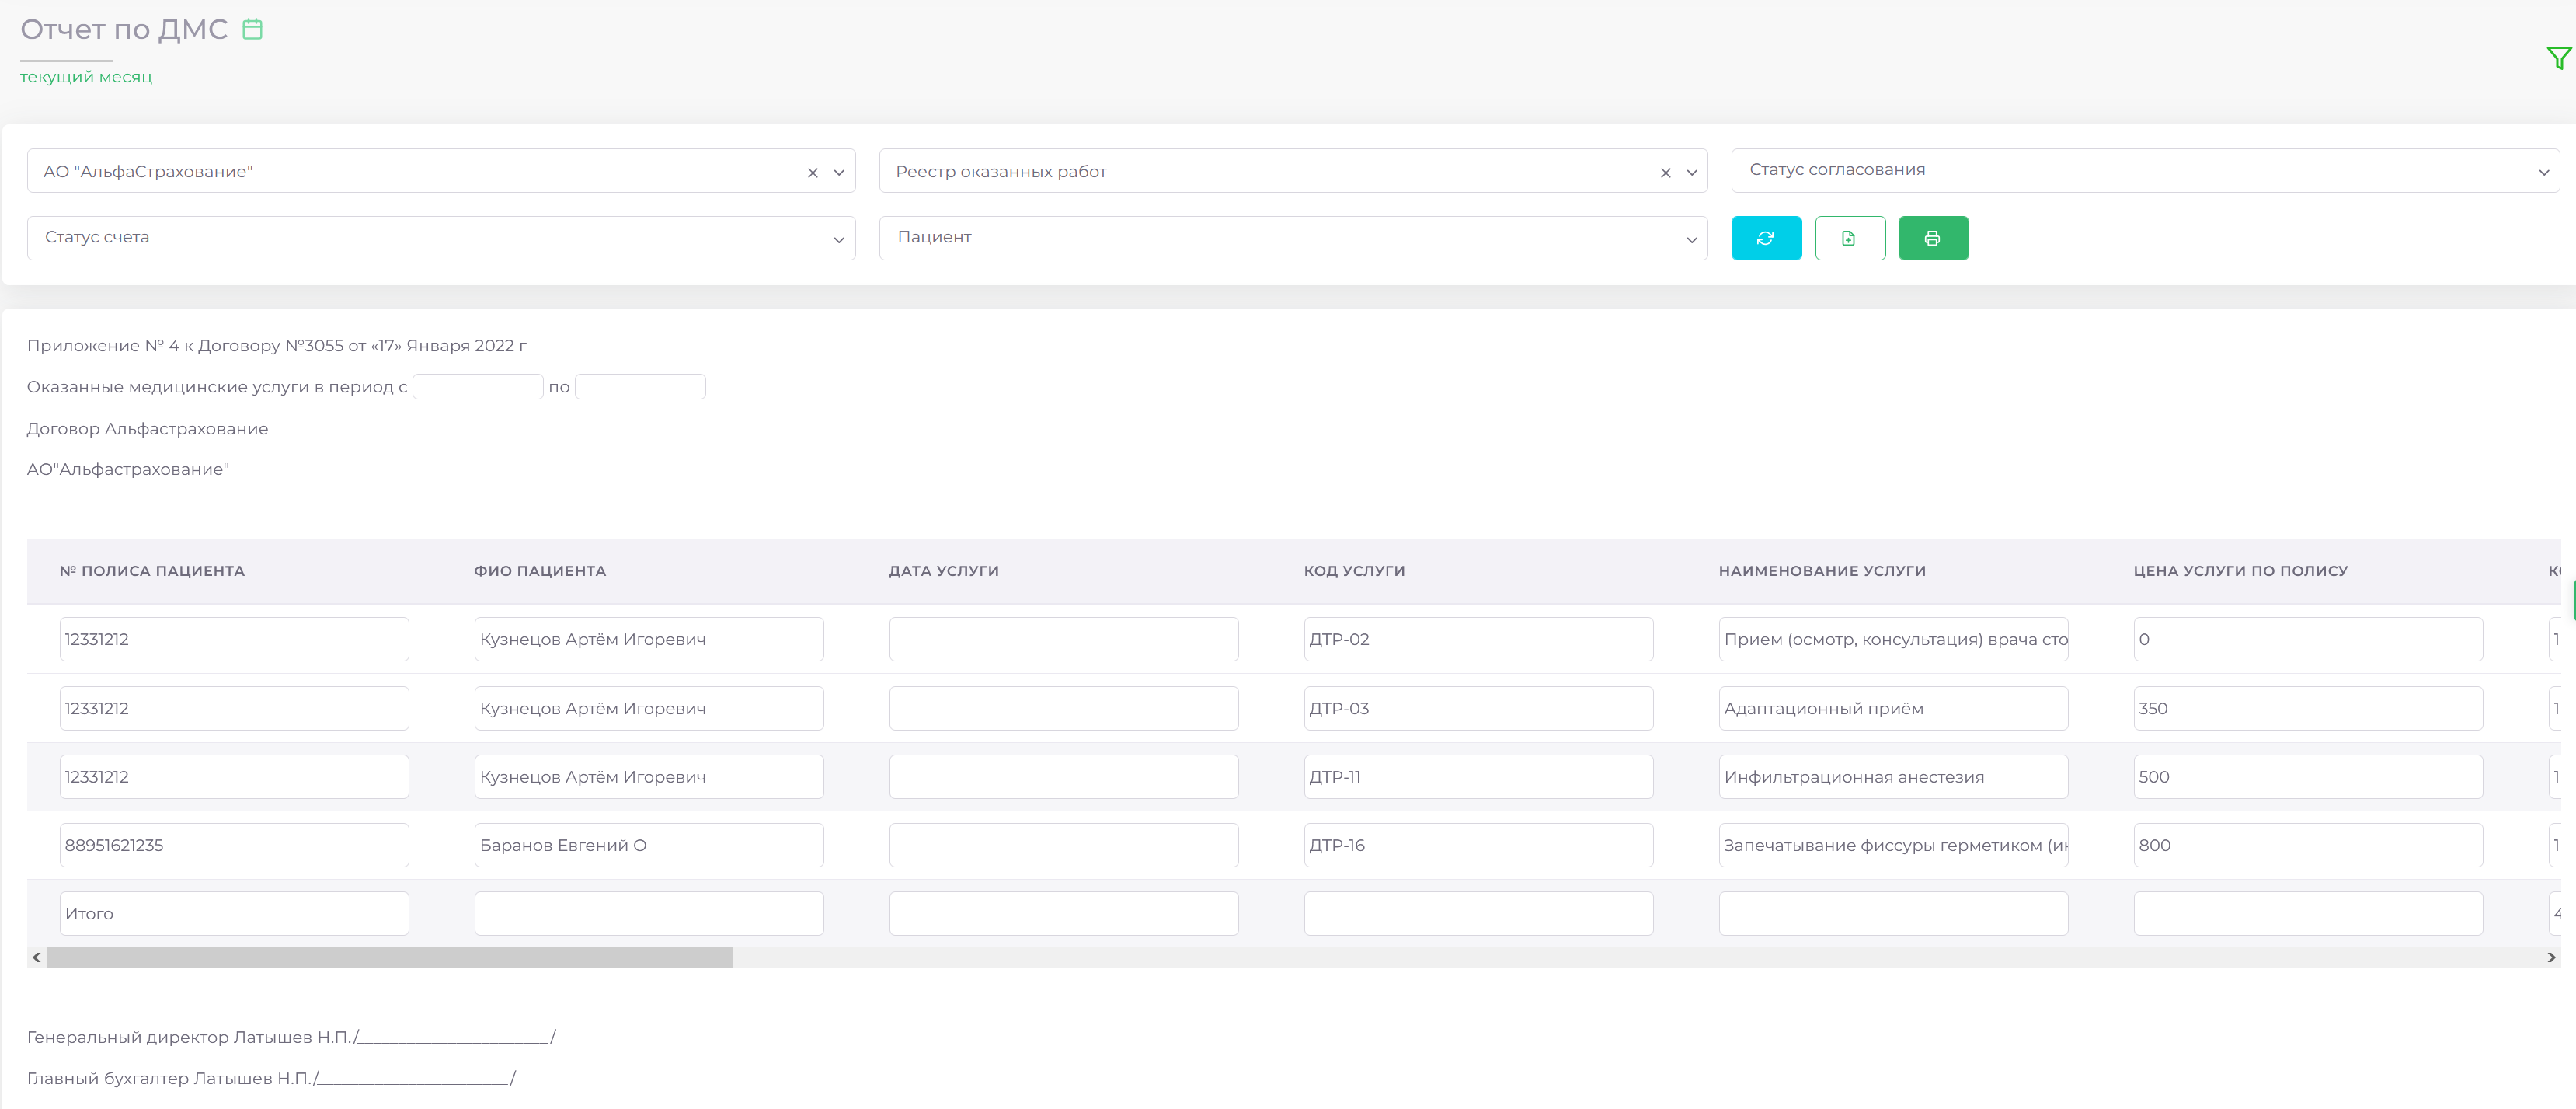 Отчет по ДМС
текущий месяц
АО "АльфаСтрахование"
Реестр оказанных работ
Статус согласования
Статус счета
Пациент
Приложение № 4 к Договору №3055 от «17» Января 2022 г
Оказанные медицинские услуги в период с по
Договор Альфастрахование
АО"Альфастрахование"
№ ПОЛИСА ПАЦИЕНТА ФИО ПАЦИЕНТА ДАТА УСЛУГИ КОД УСЛУГИ НАИМЕНОВАНИЕ УСЛУГИ ЦЕНА УСЛУГИ ПО ПОЛИСУ
12331212 Кузнецов Артём Игоревич ДТР-02 Прием (осмотр, консультация) врача сто 0 1
12331212 Кузнецов Артём Игоревич ДТР-03 Адаптационный приём 350 1
12331212 Кузнецов Артём Игоревич ДТР-11 Инфильтрационная анестезия 500 1
88951621235 Баранов Евгений О ДТР-16 Запечатывание фиссуры герметиком (ин 800 1
Итого 4
Генеральный директор Латышев Н.П./______________________/
Главный бухгалтер Латышев Н.П./______________________/